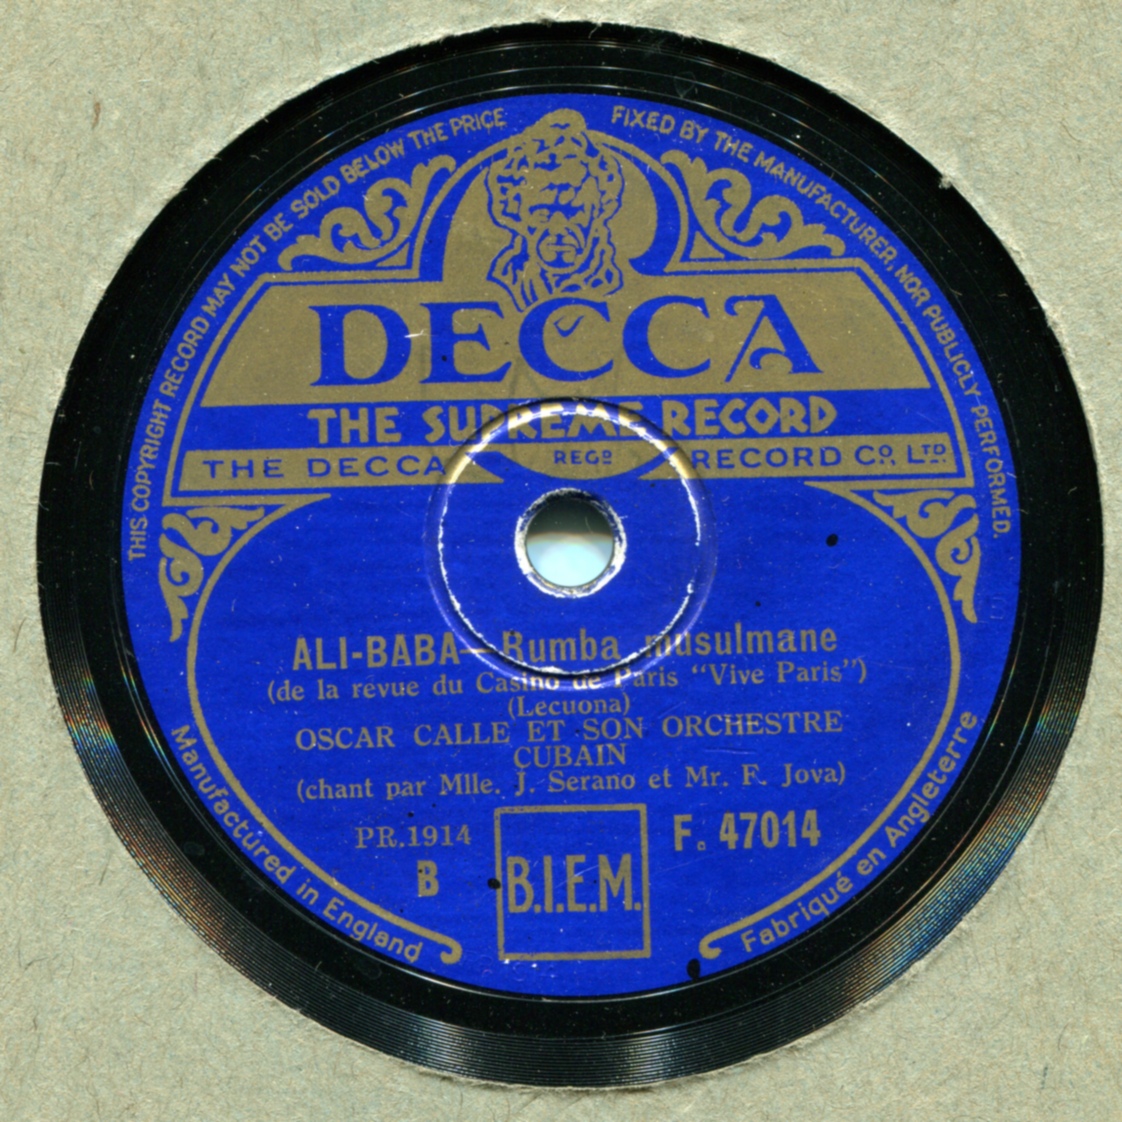 THIS COPYRIGHT RECORD MAY NOT BE SOLD BELOW THE PRICE FIXED BY THE MANUFACTURER, NOR PUBLICLY PERFORMED.
DECCA
THE SUPREME RECORD
THE DECCA REGD RECORD CO LTD
ALI-BABA — Rumba musulmane
(de la revue du Casino de Paris "Vive Paris")
(Lecuona)
OSCAR CALLE ET SON ORCHESTRE
CUBAIN
(chant par Mlle. J. Serano et Mr. F. Jova)
PR.1914
F. 47014
B
B.I.E.M.
Manufactured in England
Fabriqué en Angleterre